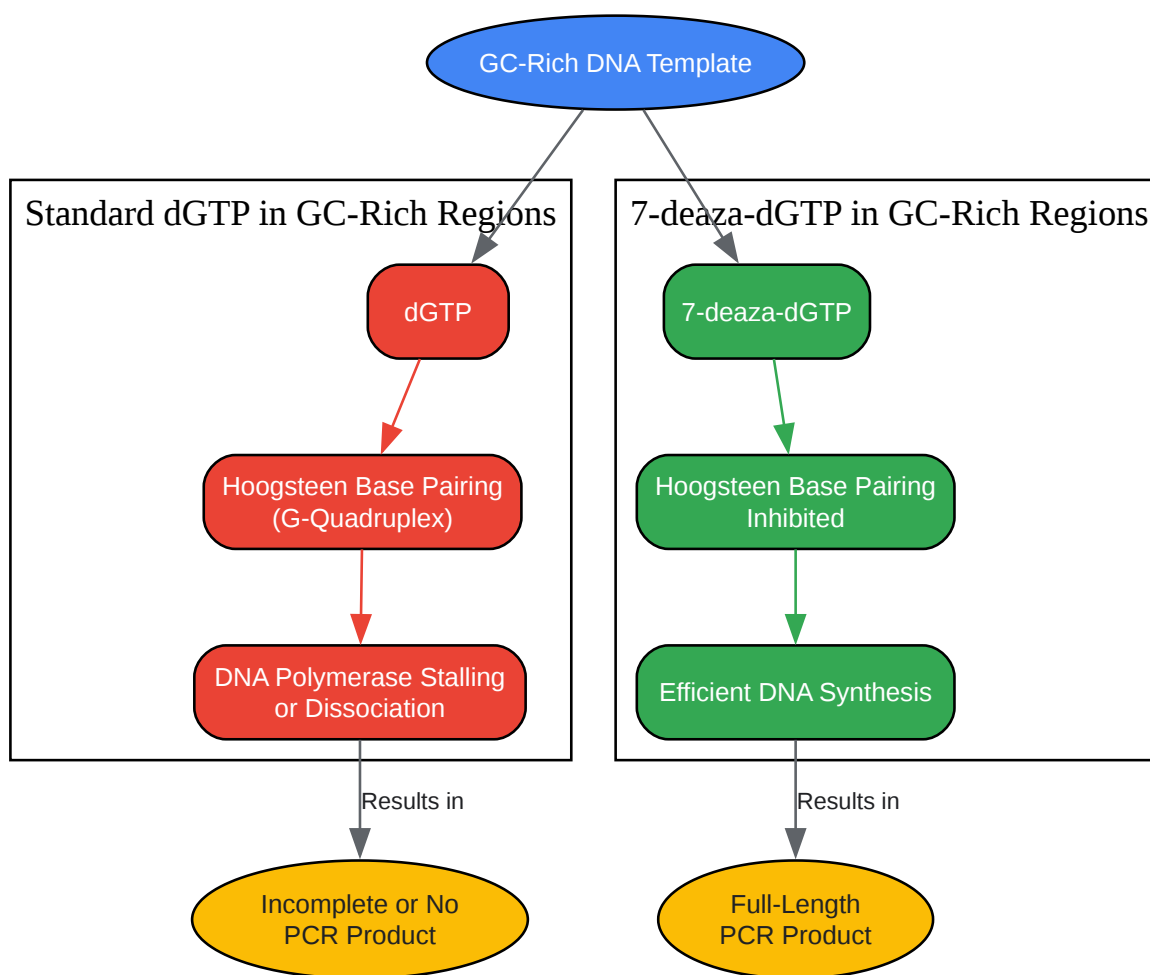 GC-Rich DNA Template
Standard dGTP in GC-Rich Regions
dGTP
Hoogsteen Base Pairing
(G-Quadruplex)
DNA Polymerase Stalling
or Dissociation
Results in
Incomplete or No
PCR Product
7-deaza-dGTP in GC-Rich Regions
7-deaza-dGTP
Hoogsteen Base Pairing
Inhibited
Efficient DNA Synthesis
Results in
Full-Length
PCR Product